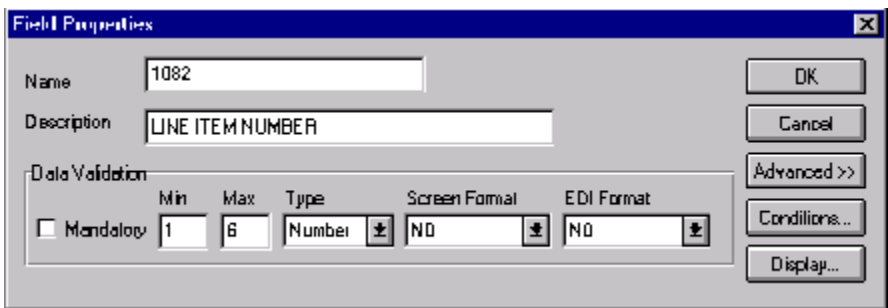 Field Properties
Name 1082 OK
Description LINE ITEM NUMBER Cancel
Data Validation Advanced >>
Min Max Type Screen Format EDI Format
Mandatory 1 6 Number N0 N0 Conditions...
Display...